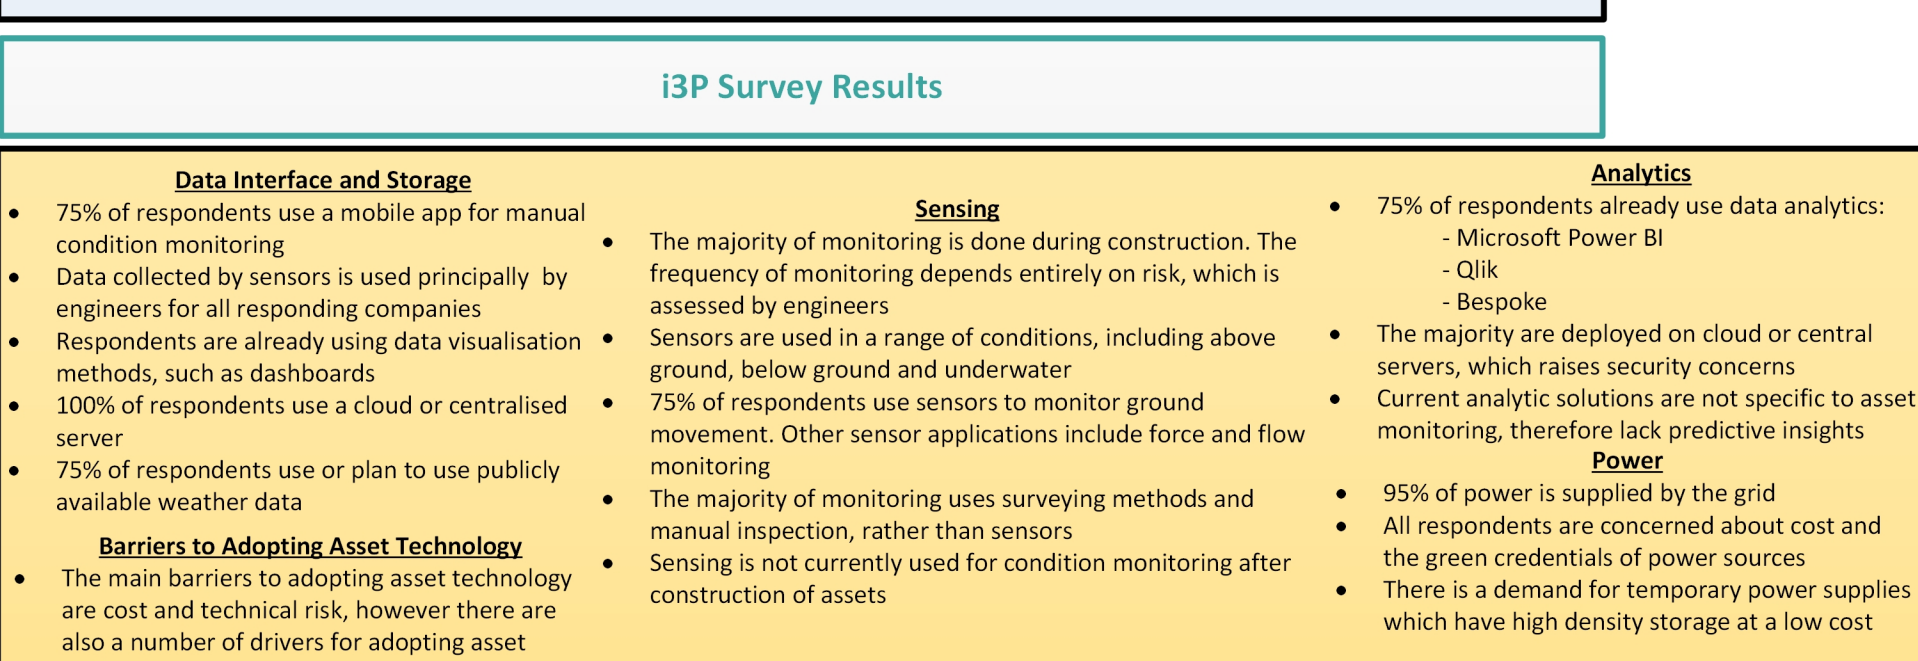 i3P Survey Results
Data Interface and Storage
• 75% of respondents use a mobile app for manual
condition monitoring
• Data collected by sensors is used principally  by
engineers for all responding companies
• Respondents are already using data visualisation
methods, such as dashboards
• 100% of respondents use a cloud or centralised
server
• 75% of respondents use or plan to use publicly
available weather data
Barriers to Adopting Asset Technology
• The main barriers to adopting asset technology
are cost and technical risk, however there are
also a number of drivers for adopting asset
Sensing
• The majority of monitoring is done during construction. The
frequency of monitoring depends entirely on risk, which is
assessed by engineers
• Sensors are used in a range of conditions, including above
ground, below ground and underwater
• 75% of respondents use sensors to monitor ground
movement. Other sensor applications include force and flow
monitoring
• The majority of monitoring uses surveying methods and
manual inspection, rather than sensors
• Sensing is not currently used for condition monitoring after
construction of assets
Analytics
• 75% of respondents already use data analytics:
- Microsoft Power BI
- Qlik
- Bespoke
• The majority are deployed on cloud or central
servers, which raises security concerns
• Current analytic solutions are not specific to asset
monitoring, therefore lack predictive insights
Power
• 95% of power is supplied by the grid
• All respondents are concerned about cost and
the green credentials of power sources
• There is a demand for temporary power supplies
which have high density storage at a low cost